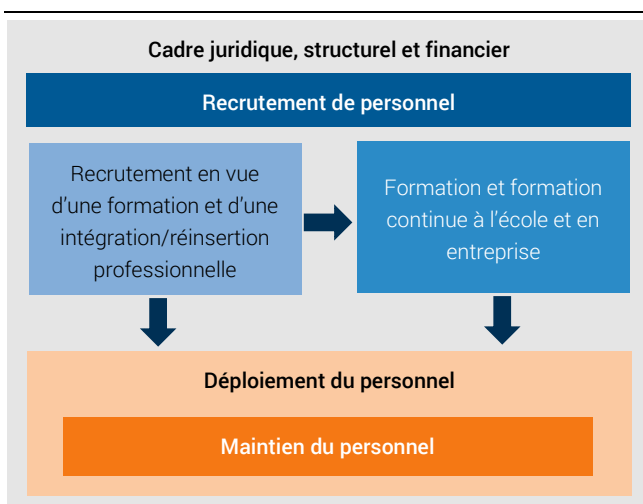 Cadre juridique, structurel et financier
Recrutement de personnel
Recrutement en vue
d'une formation et d'une
intégration/réinsertion
professionnelle
Formation et formation
continue à l'école et en
entreprise
Déploiement du personnel
Maintien du personnel